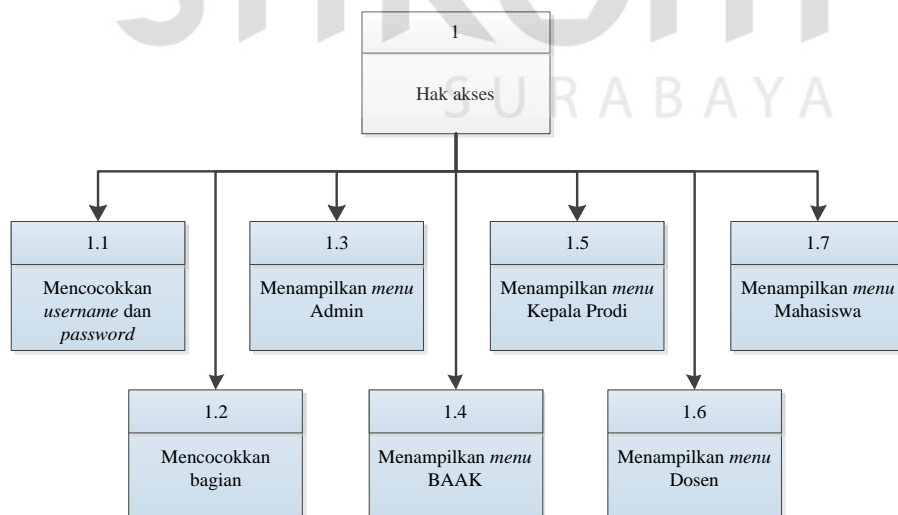 SURABAYA
1
Hak akses
1.1
Mencocokkan
username dan
password
1.3
Menampilkan menu
Admin
1.5
Menampilkan menu
Kepala Prodi
1.7
Menampilkan menu
Mahasiswa
1.2
Mencocokkan
bagian
1.4
Menampilkan menu
BAAK
1.6
Menampilkan menu
Dosen